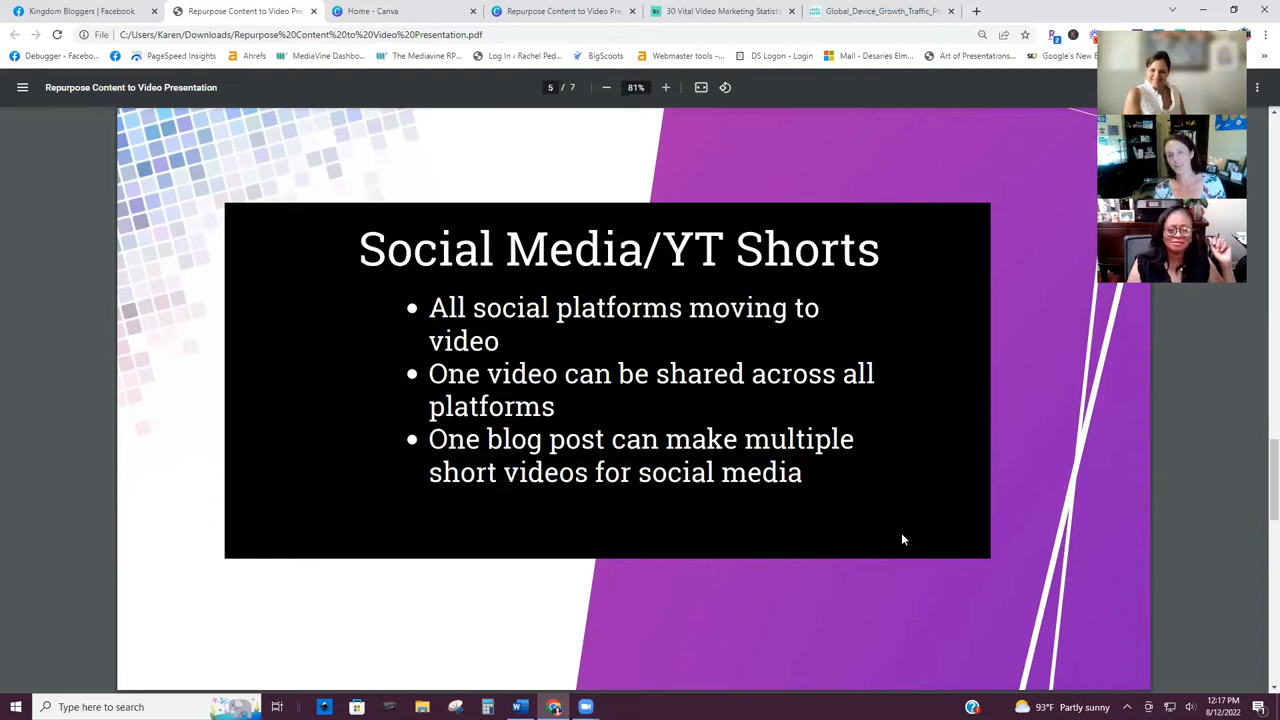 Kingdom Bloggers | Facebook
Repurpose Content to Video Pres
Home - Canva
Repurpose Content to Video Pre
30 Vital Video Marketing Statisti
Global_Device_Growth_Traffic_P
File
C:/Users/Karen/Downloads/Repurpose%20Content%20to%20Video%20Presentation.pdf
Debugger - Faceboo...
PageSpeed Insights
Ahrefs
MediaVine Dashbo...
The Mediavine RP...
Log In ‹ Rachel Ped...
BigScoots
Webmaster tools...
DS Logon - Login
Mail - Desaries Elm...
Art of Presentations...
Google's New B
Repurpose Content to Video Presentation
5 / 7
81%
Social Media/YT Shorts
• All social platforms moving to
video
• One video can be shared across all
platforms
• One blog post can make multiple
short videos for social media
Type here to search
93°F Partly sunny
12:17 PM
8/12/2022